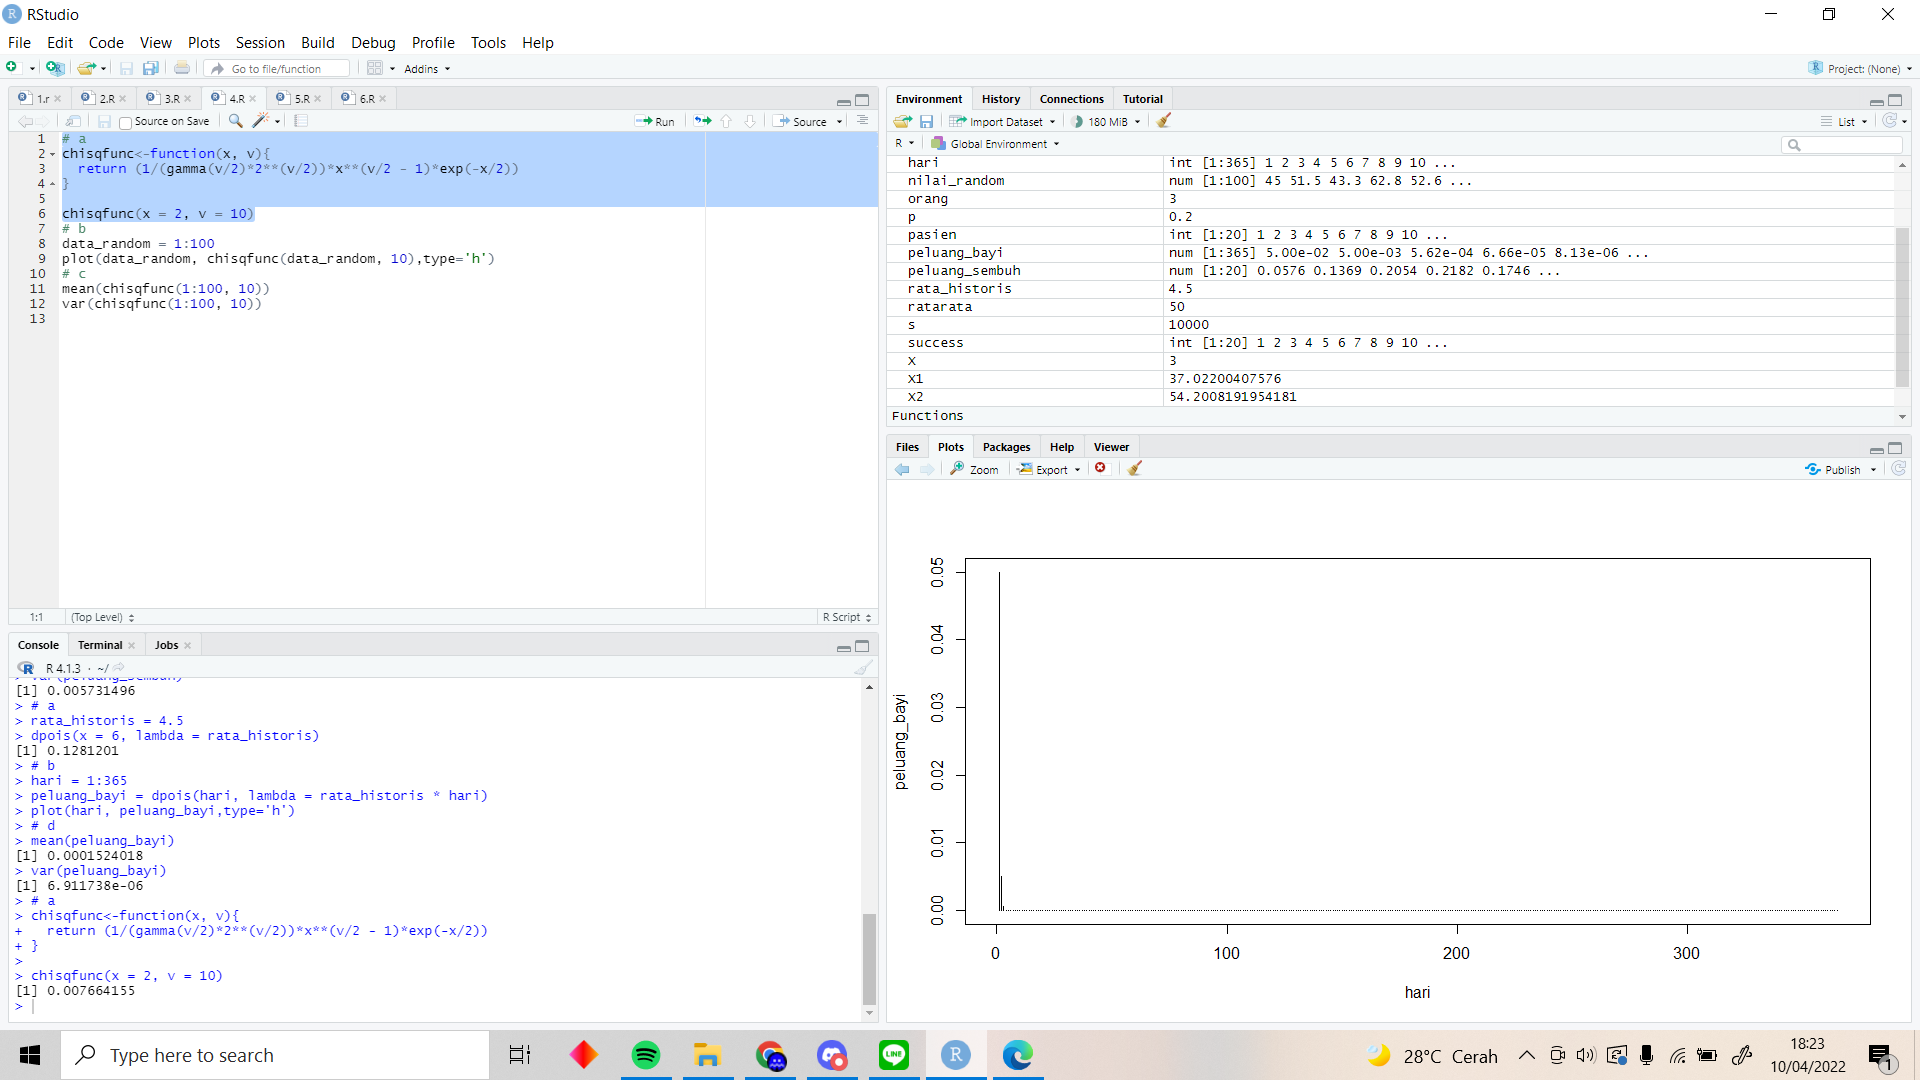 RStudio
File Edit Code View Plots Session Build Debug Profile Tools Help
Go to file/function Addins Project: (None)
1.r 2.R 3.R 4.R 5.R 6.R
Source on Save Run Source
1 # a
2 chisqfunc<-function(x, v){
3 return (1/(gamma(v/2)*2**(v/2))*x**(v/2 - 1)*exp(-x/2))
4 }
5
6 chisqfunc(x = 2, v = 10)
7 # b
8 data_random = 1:100
9 plot(data_random, chisqfunc(data_random, 10),type='h')
10 # c
11 mean(chisqfunc(1:100, 10))
12 var(chisqfunc(1:100, 10))
13
1:1 (Top Level) R Script
Console Terminal Jobs
R 4.1.3 · ~/
> var(peluang_sembuh)
[1] 0.005731496
> # a
> rata_historis = 4.5
> dpois(x = 6, lambda = rata_historis)
[1] 0.1281201
> # b
> hari = 1:365
> peluang_bayi = dpois(hari, lambda = rata_historis * hari)
> plot(hari, peluang_bayi,type='h')
> # d
> mean(peluang_bayi)
[1] 0.0001524018
> var(peluang_bayi)
[1] 6.911738e-06
> # a
> chisqfunc<-function(x, v){
+ return (1/(gamma(v/2)*2**(v/2))*x**(v/2 - 1)*exp(-x/2))
+ }
>
> chisqfunc(x = 2, v = 10)
[1] 0.007664155
>
Environment History Connections Tutorial
Import Dataset 180 MiB List
R Global Environment
hari int [1:365] 1 2 3 4 5 6 7 8 9 10 ...
nilai_random num [1:100] 45 51.5 43.3 62.8 52.6 ...
orang 3
p 0.2
pasien int [1:20] 1 2 3 4 5 6 7 8 9 10 ...
peluang_bayi num [1:365] 5.00e-02 5.00e-03 5.62e-04 6.66e-05 8.13e-06 ...
peluang_sembuh num [1:20] 0.0576 0.1369 0.2054 0.2182 0.1746 ...
rata_historis 4.5
ratarata 50
s 10000
success int [1:20] 1 2 3 4 5 6 7 8 9 10 ...
X 3
X1 37.02200407576
X2 54.2008191954181
Functions
Files Plots Packages Help Viewer
Zoom Export Publish
peluang_bayi
0.05
0.04
0.03
0.02
0.01
0.00
0 100 200 300
hari
Type here to search
LINE
R
28°C Cerah
18:23
10/04/2022
1